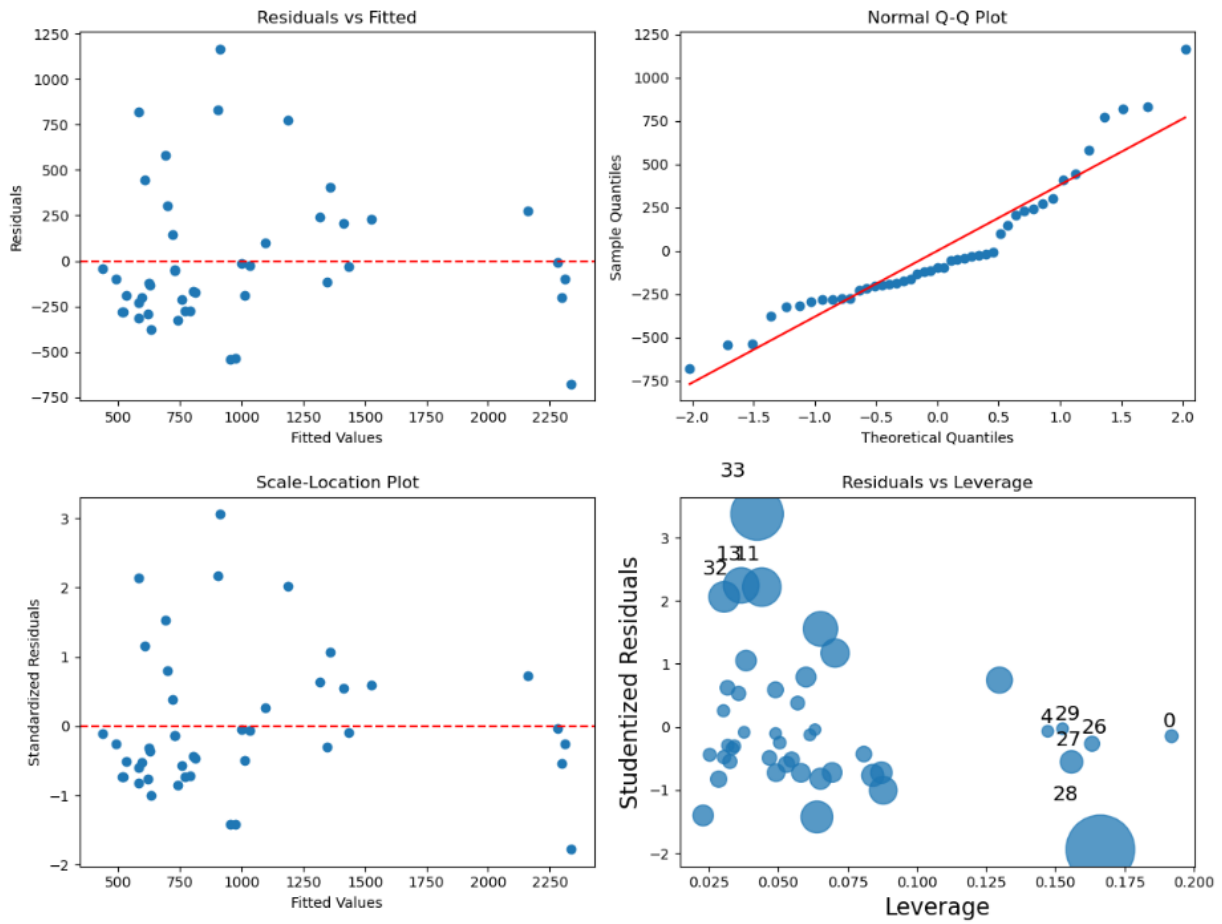 Residuals vs Fitted
1250
1000
750
500
250
0
−250
−500
−750
Residuals
500 750 1000 1250 1500 1750 2000 2250
Fitted Values
Normal Q-Q Plot
1250
1000
750
500
250
0
−250
−500
−750
Sample Quantiles
−2.0 −1.5 −1.0 −0.5 0.0 0.5 1.0 1.5 2.0
Theoretical Quantiles
Scale-Location Plot
3
2
1
0
−1
−2
Standardized Residuals
500 750 1000 1250 1500 1750 2000 2250
Fitted Values
33
Residuals vs Leverage
3
2
1
0
−1
−2
Studentized Residuals
13 11
32
4 29 26 0
27
28
0.025 0.050 0.075 0.100 0.125 0.150 0.175 0.200
Leverage